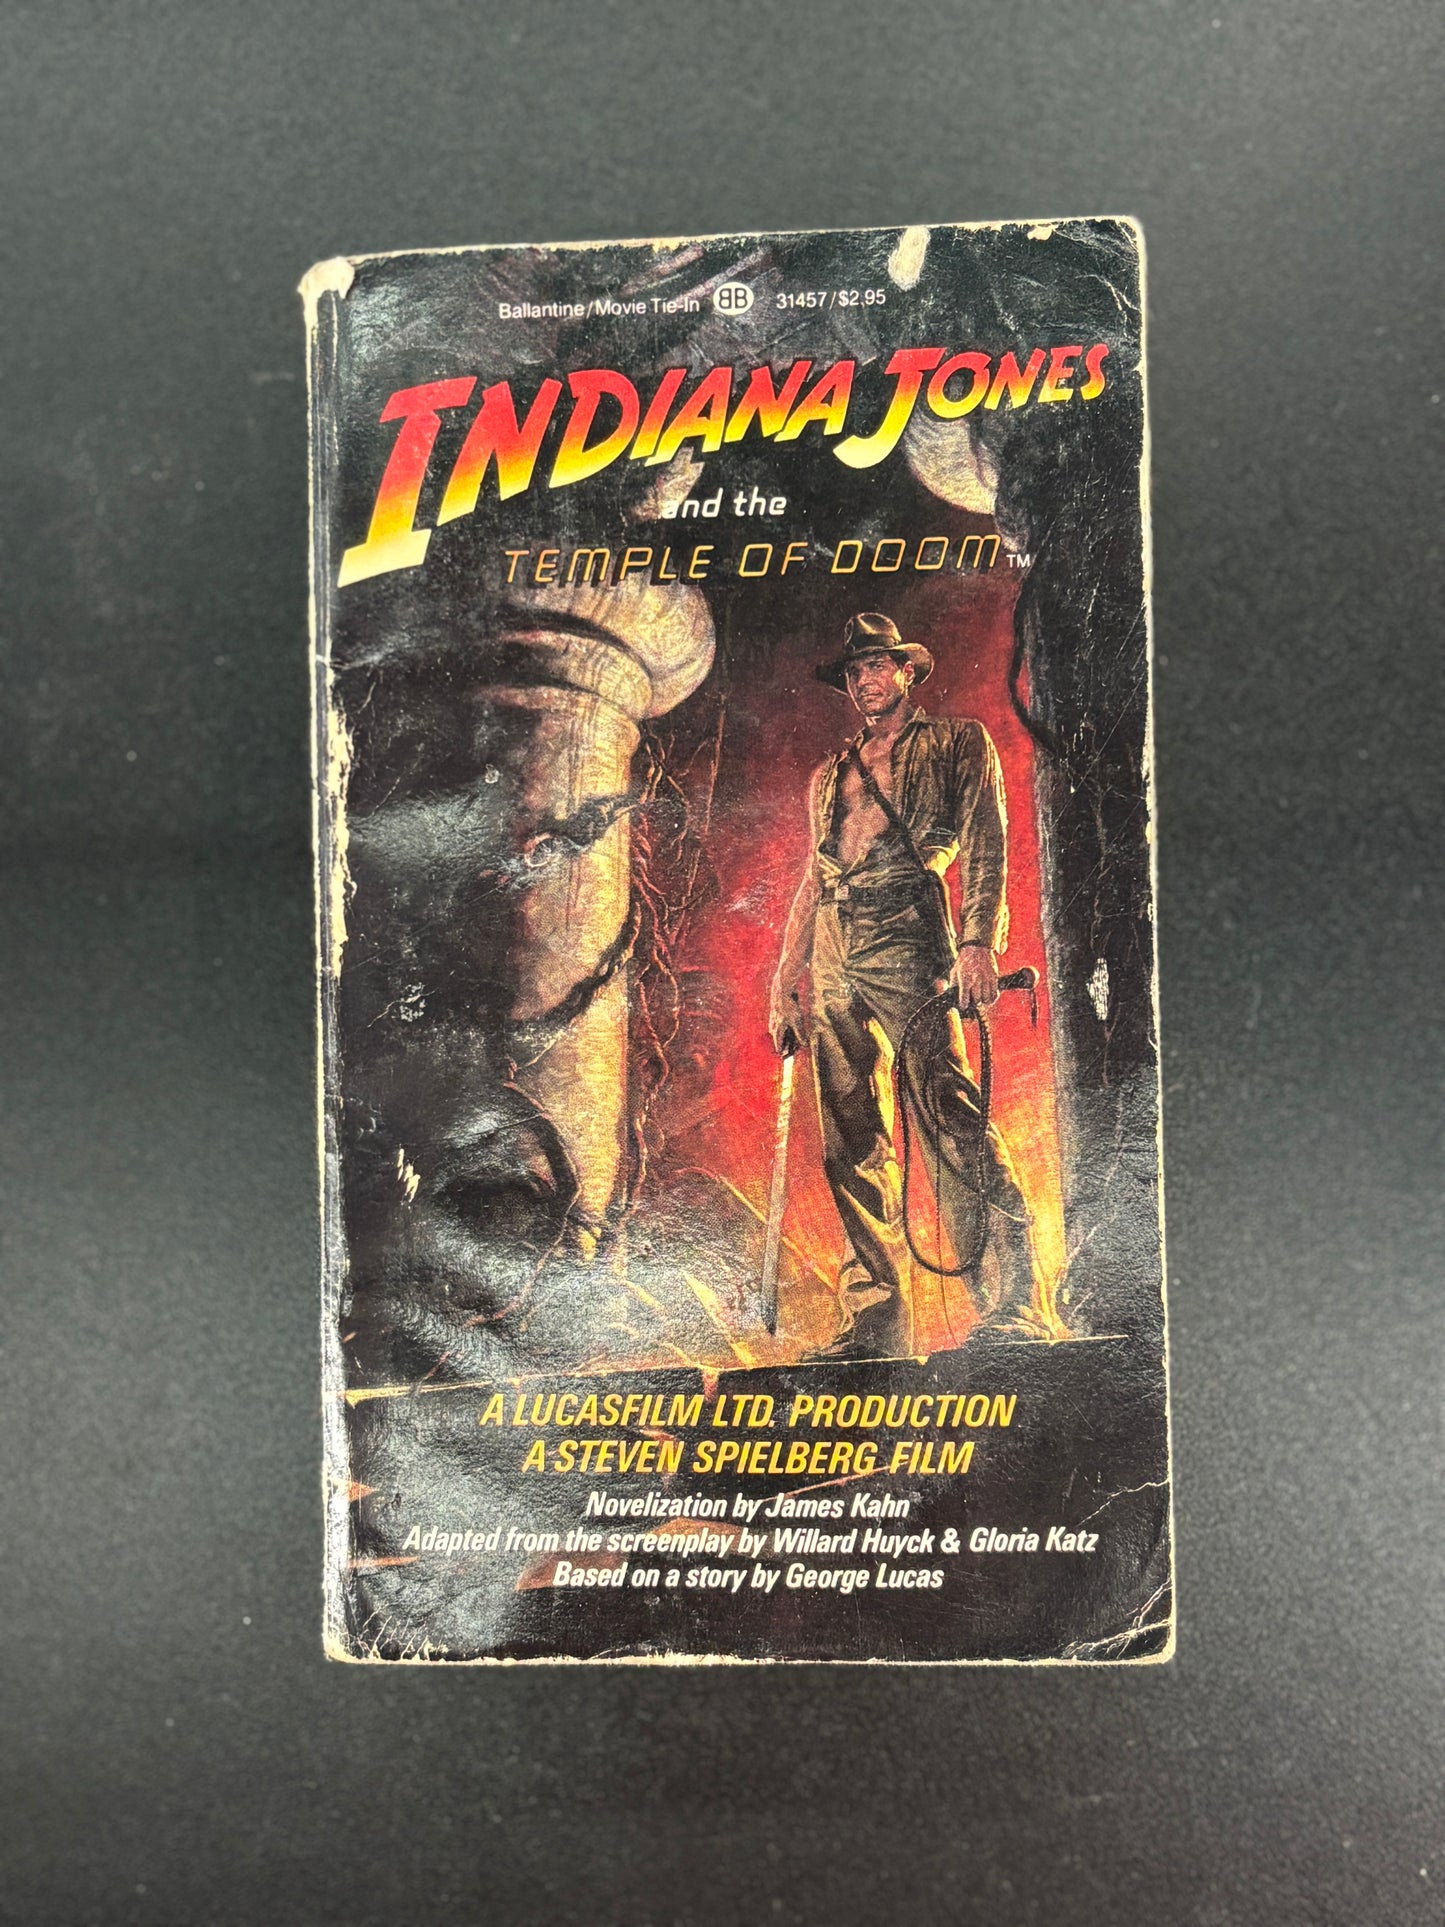 Ballantine/Movie Tie-In BB 31457/$2.95
INDIANA JONES
and the
TEMPLE OF DOOM™
A LUCASFILM LTD. PRODUCTION
A STEVEN SPIELBERG FILM
Novelization by James Kahn
Adapted from the screenplay by Willard Huyck & Gloria Katz
Based on a story by George Lucas